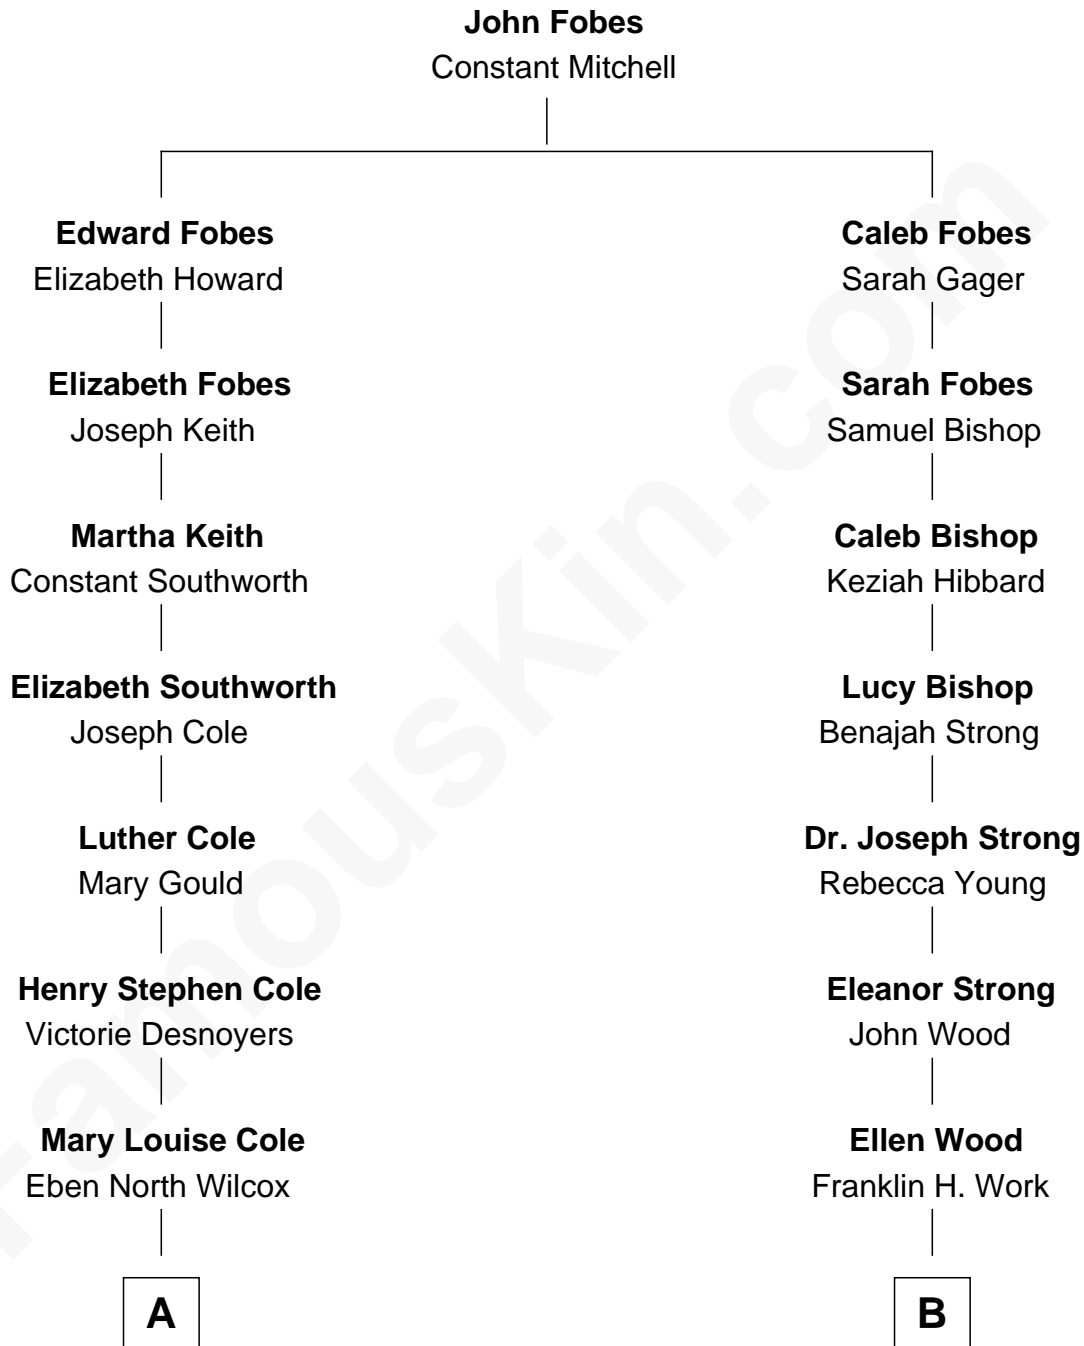 John Fobes
Constant Mitchell
Edward Fobes
Elizabeth Howard
Caleb Fobes
Sarah Gager
Elizabeth Fobes
Joseph Keith
Sarah Fobes
Samuel Bishop
Martha Keith
Constant Southworth
Caleb Bishop
Keziah Hibbard
Elizabeth Southworth
Joseph Cole
Lucy Bishop
Benajah Strong
Luther Cole
Mary Gould
Dr. Joseph Strong
Rebecca Young
Henry Stephen Cole
Victorie Desnoyers
Eleanor Strong
John Wood
Mary Louise Cole
Eben North Wilcox
Ellen Wood
Franklin H. Work
A
B
FamousKin.com